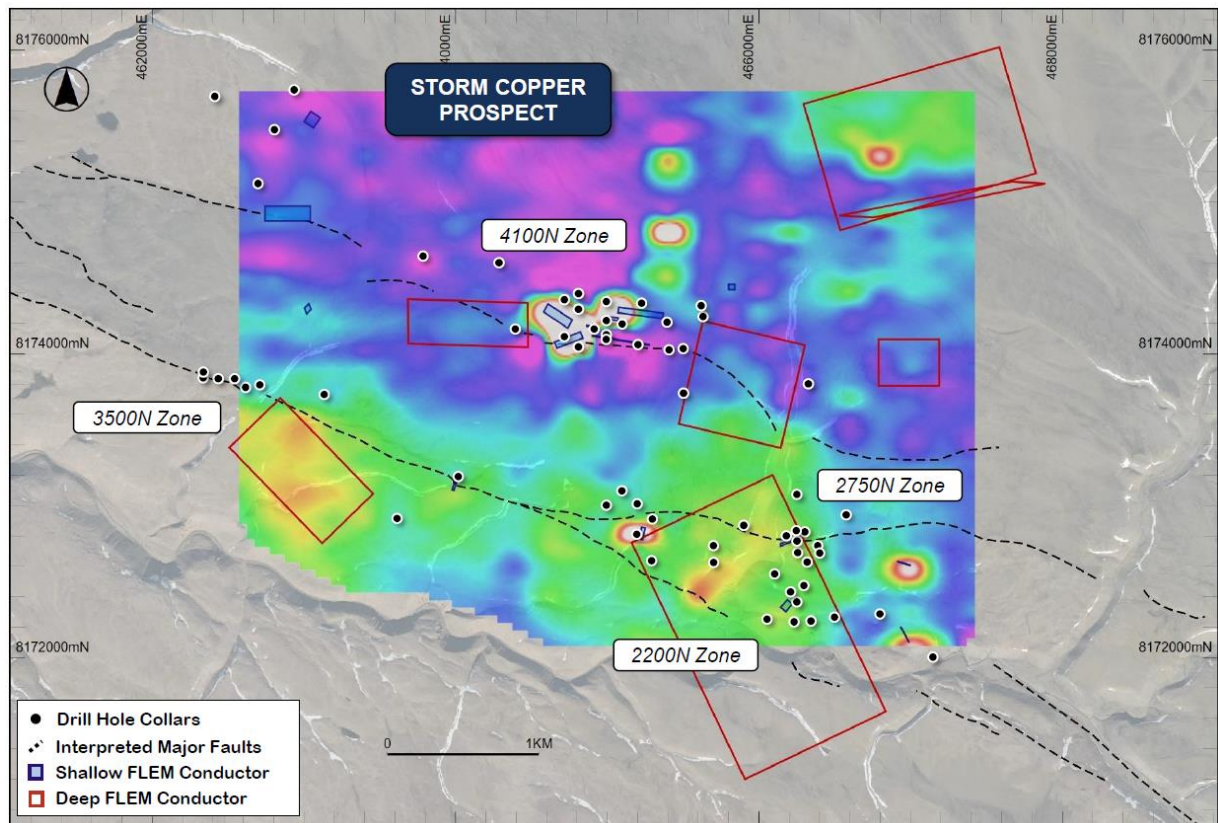 8176000mN
462000mE
4000mE
466000mE
468000mE
8176000mN
STORM COPPER
PROSPECT
4100N Zone
8174000mN
8174000mN
3500N Zone
2750N Zone
8172000mN
2200N Zone
8172000mN
Drill Hole Collars
Interpreted Major Faults
Shallow FLEM Conductor
Deep FLEM Conductor
0
1KM